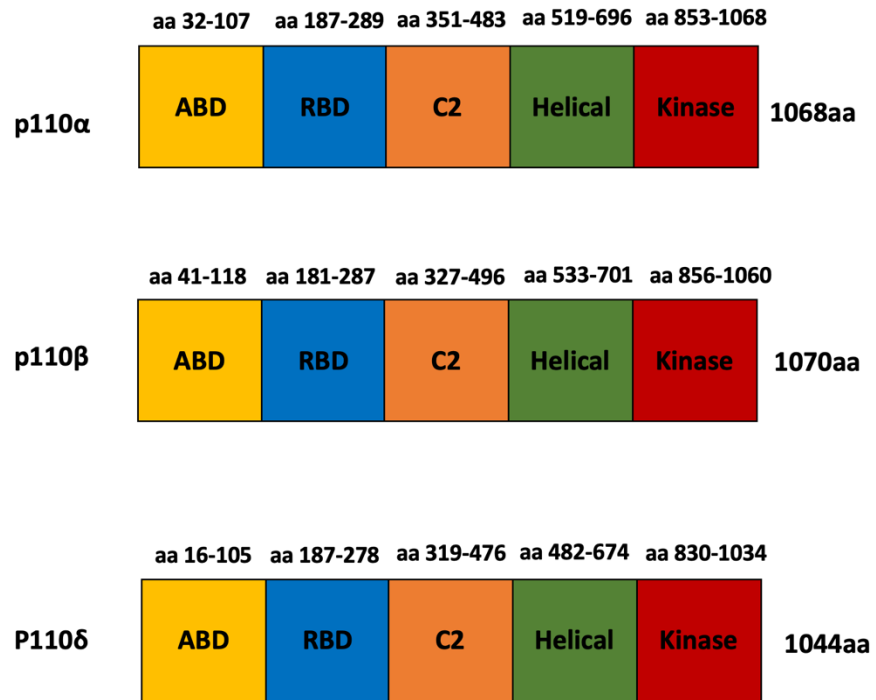 aa 32-107 aa 187-289 aa 351-483 aa 519-696 aa 853-1068
p110α ABD RBD C2 Helical Kinase 1068aa
aa 41-118 aa 181-287 aa 327-496 aa 533-701 aa 856-1060
p110β ABD RBD C2 Helical Kinase 1070aa
aa 16-105 aa 187-278 aa 319-476 aa 482-674 aa 830-1034
P110δ ABD RBD C2 Helical Kinase 1044aa